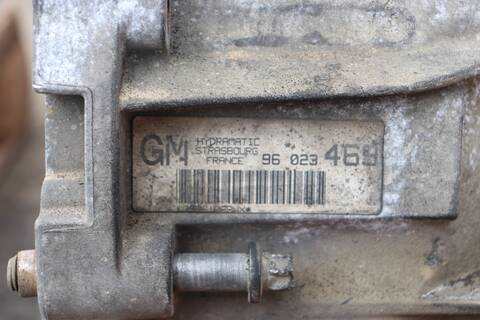 GM HYDRAMATIC
STRASBOURG
FRANCE 96 023 469